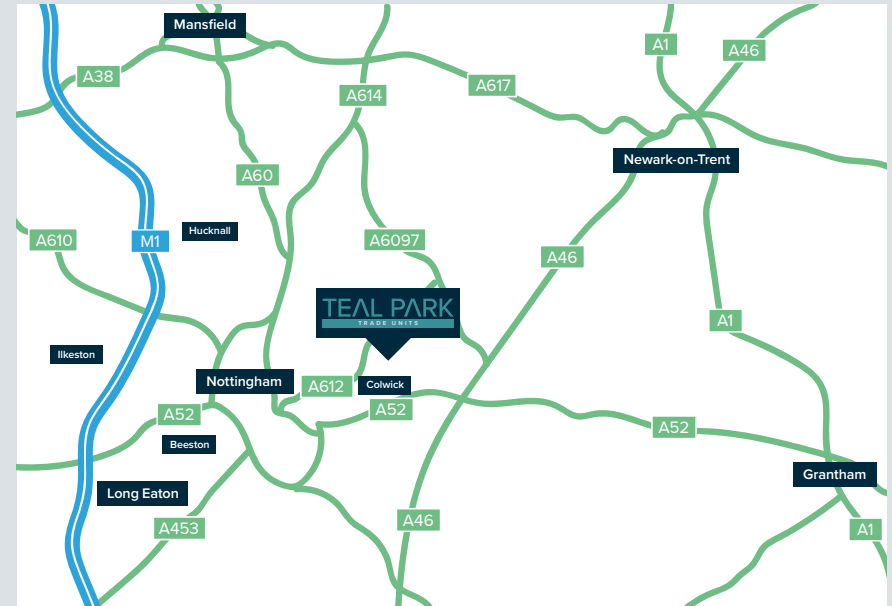 Mansfield
A1
A46
A38
A617
A614
Newark-on-Trent
A60
Hucknall
A610
M1
A6097
A46
TEAL PARK
TRADE UNITS
A1
Ilkeston
Nottingham
A612
Colwick
A52
A52
A52
Beeston
Grantham
Long Eaton
A453
A46
A1